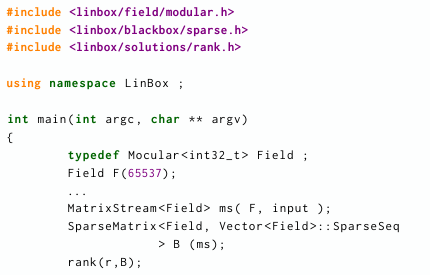 #include <linbox/field/modular.h>
#include <linbox/blackbox/sparse.h>
#include <linbox/solutions/rank.h>
using namespace LinBox ;
int main(int argc, char ** argv)
{
typedef Mocular<int32_t> Field ;
Field F(65537);
...
MatrixStream<Field> ms( F, input );
SparseMatrix<Field, Vector<Field>::SparseSeq
> B (ms);
rank(r,B);